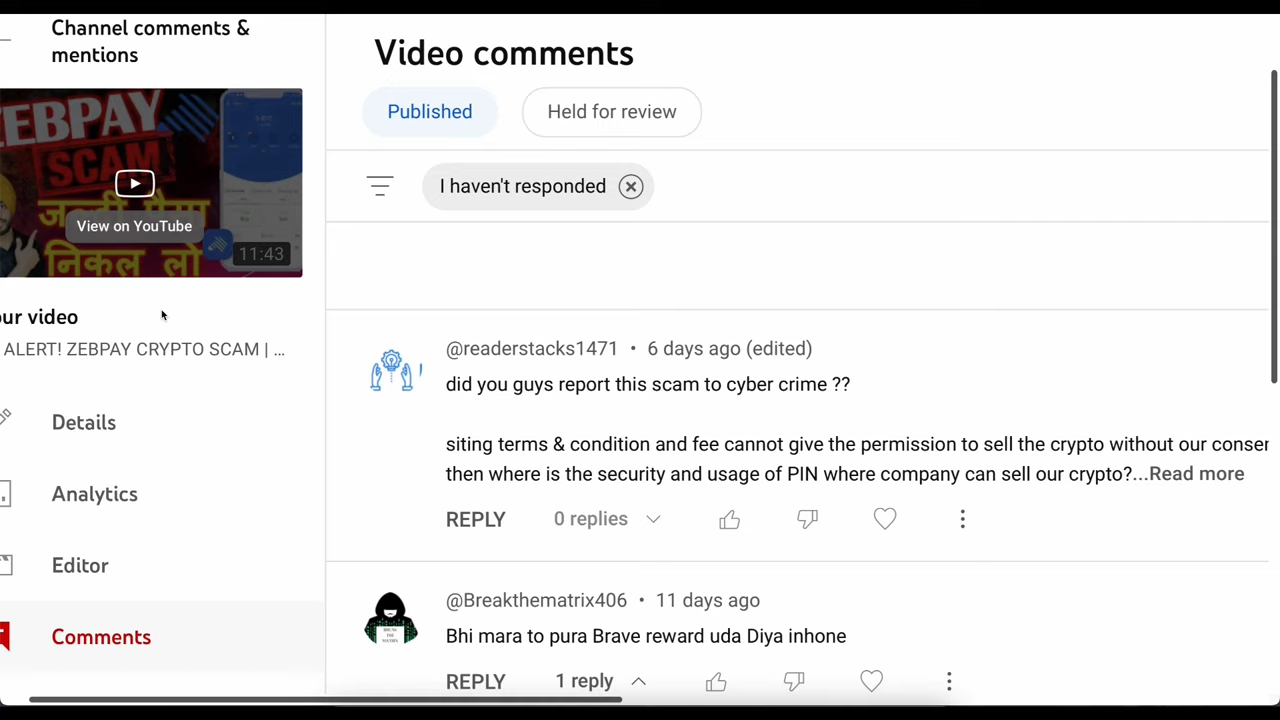 Channel comments &
mentions
ZEBPAY
SCAM
जल्दी पैसा
निकल लो
View on YouTube
11:43
our video
ALERT! ZEBPAY CRYPTO SCAM | ...
Details
Analytics
Editor
Comments
Video comments
Published
Held for review
I haven't responded
@readerstacks1471 • 6 days ago (edited)
did you guys report this scam to cyber crime ??
siting terms & condition and fee cannot give the permission to sell the crypto without our conser
then where is the security and usage of PIN where company can sell our crypto?...Read more
REPLY 0 replies
@Breakthematrix406 • 11 days ago
Bhi mara to pura Brave reward uda Diya inhone
REPLY 1 reply